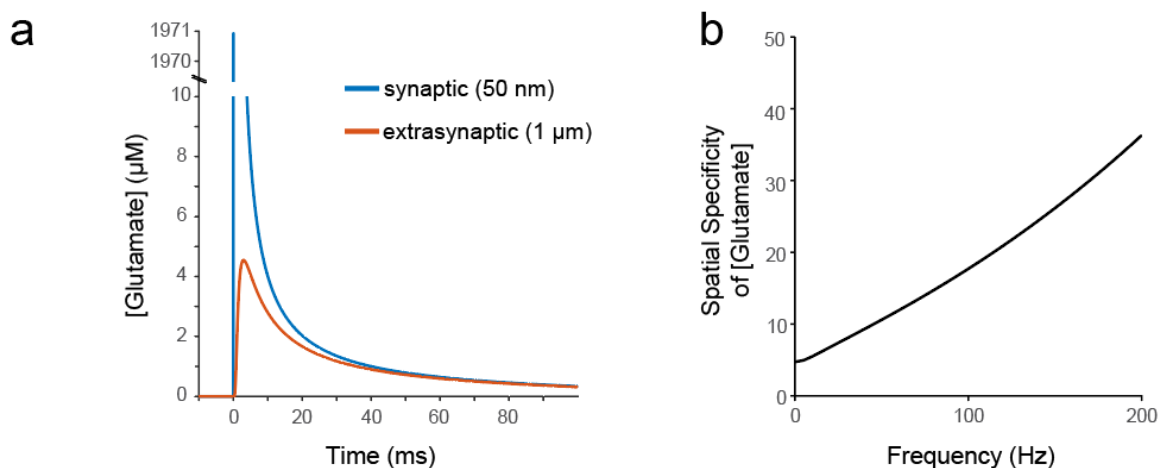 a
1971
1970
10
8
6
4
2
0
[Glutamate] (µM)
synaptic (50 nm)
extrasynaptic (1 µm)
0
20
40
60
80
Time (ms)
b
50
40
30
20
10
0
Spatial Specificity
of [Glutamate]
0
100
200
Frequency (Hz)